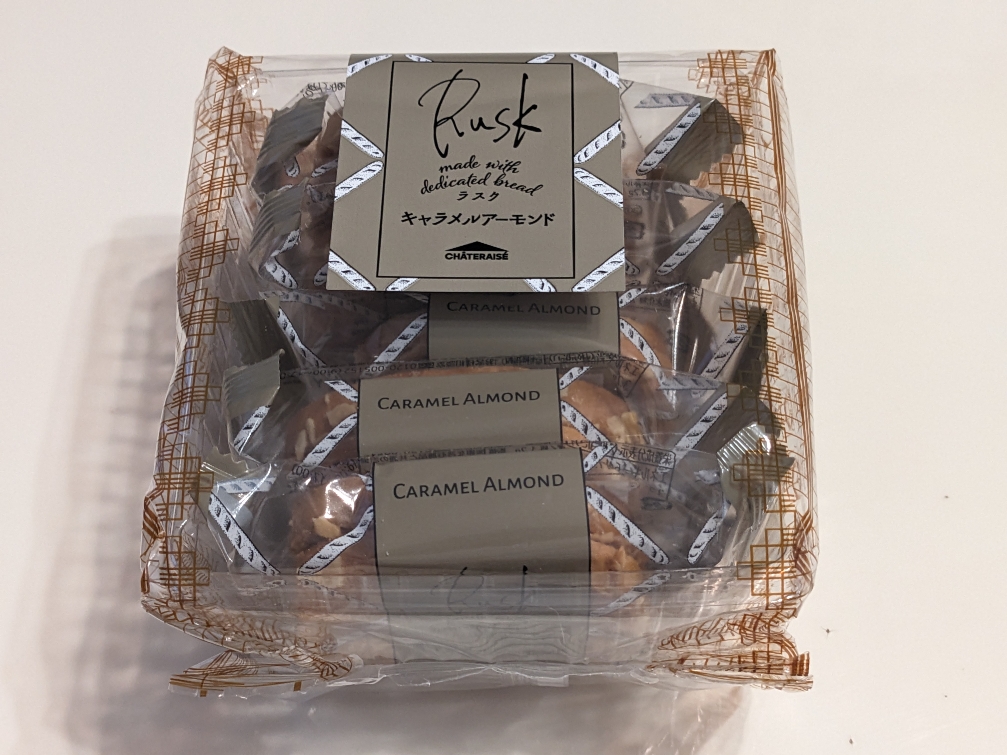 Rusk
made with
dedicated bread
ラスク
キャラメルアーモンド
CHÂTERAISÉ
CARAMEL ALMOND
CARAMEL ALMOND
CARAMEL ALMOND
Rusk